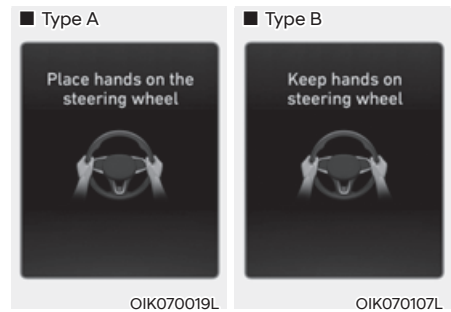 ■ Type A
Place hands on the
steering wheel
OIK070019L
■ Type B
Keep hands on
steering wheel
OIK070107L